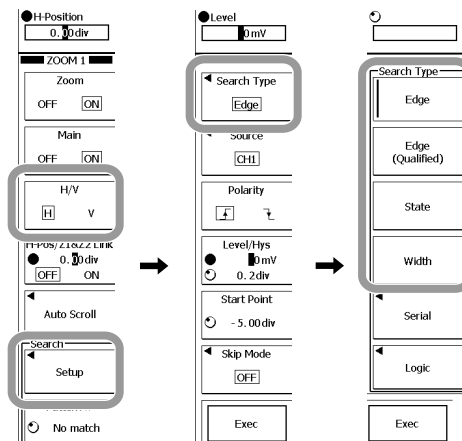 H-Position
0.00div
ZOOM 1
Zoom
OFF ON
Main
OFF ON
H/V
H V
H-Pos/Z1&Z2 Link
0.00div
OFF ON
Auto Scroll
Search
Setup
No match
Level
0mV
Search Type
Edge
Source
CH1
Polarity
Level/Hys
0mV
0.2div
Start Point
-5.00div
Skip Mode
OFF
Exec
Search Type
Edge
Edge
(Qualified)
State
Width
Serial
Logic
Exec